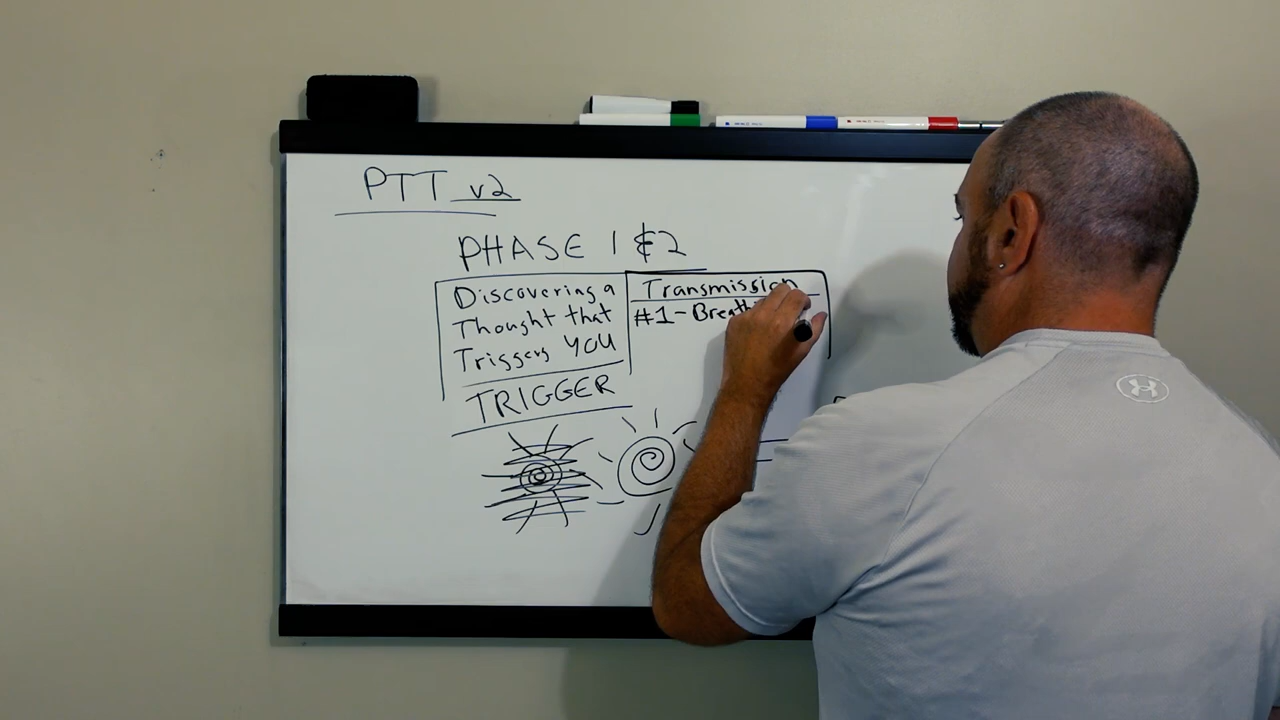 PTT v2
PHASE 1 & 2
Discovering a
Thought that
Triggers YOU
TRIGGER
Transmission
#1-